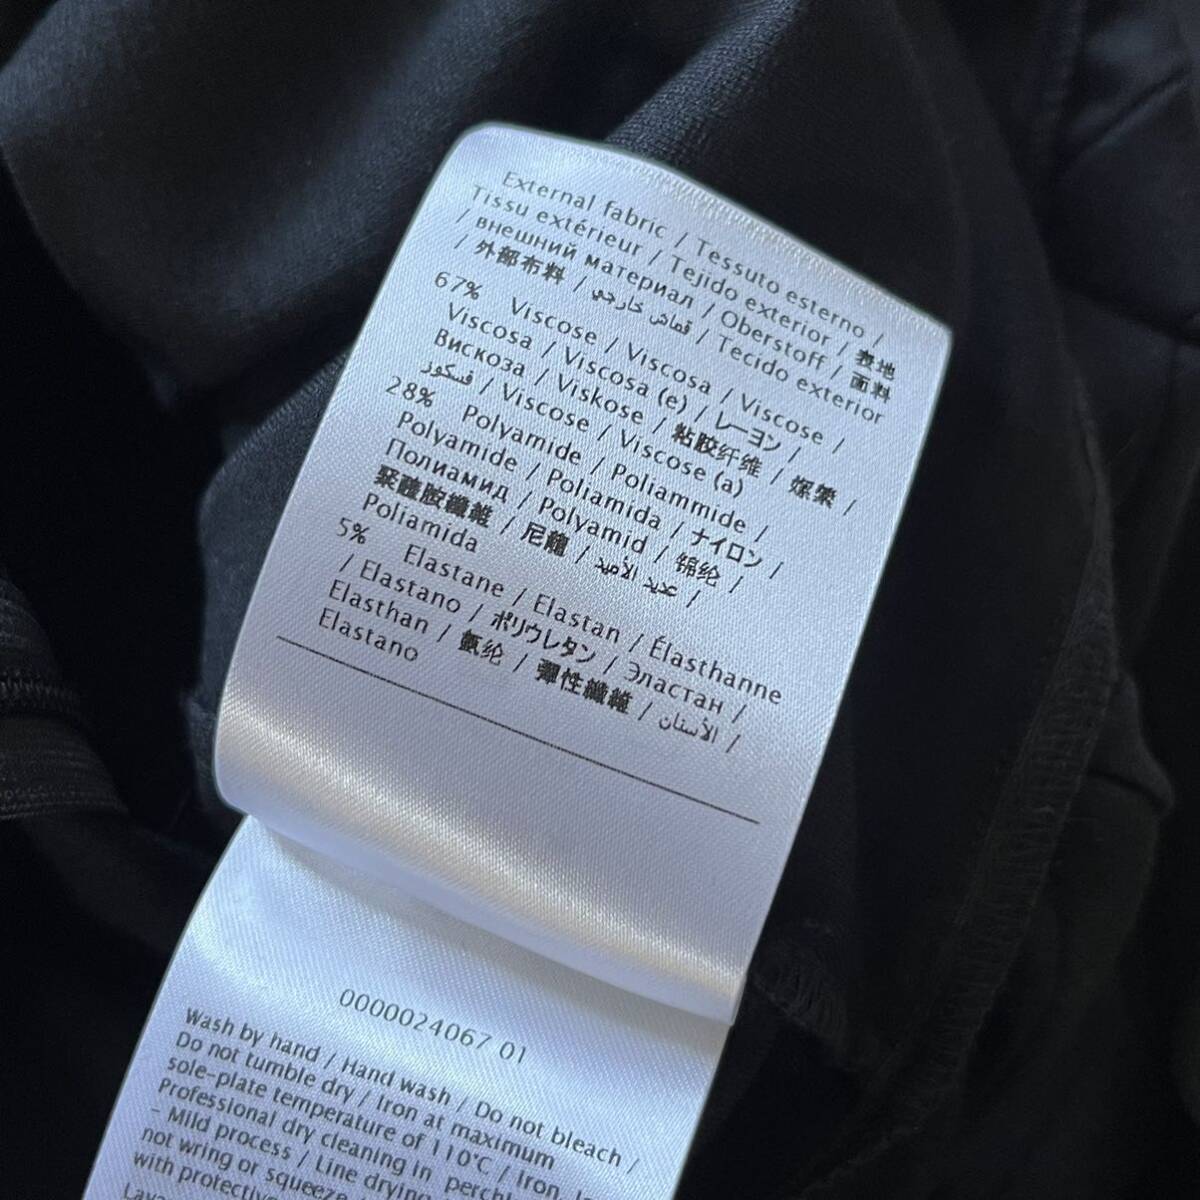 External fabric / Tessuto esterno /
Tissu extérieur / Tejido exterior / 表地
/ внешний материал / Oberstoff / 面料
/ 外部布料 / قماش خارجي / Tecido exterior
67% Viscose / Viscosa / Viscose /
Viscosa / Viscosa (e) / レーヨン /
Вискоза / Viskose / 粘胶纤维 / 嫘縈 /
فسكوز / Viscose / Viscose (a)
28% Polyamide / Poliammide /
Polyamide / Poliamida / ナイロン /
Полиамид / Polyamid / 锦纶 /
聚醯胺纖維 / 尼龍 / /
Poliamida
5% Elastane / Elastan / Élasthanne
/ Elastano / ポリウレタン / Эластан /
Elasthan / 氨纶 / 彈性纖維 / الأستان /
Elastano
0000024067 01
Wash by hand / Hand wash / Do not bleach /
Do not tumble dry / Iron at maximum
sole-plate temperature of 110°C / Iron,
Professional dry cleaning in
- Mild process / Line drying
not wring or squeeze
with protective